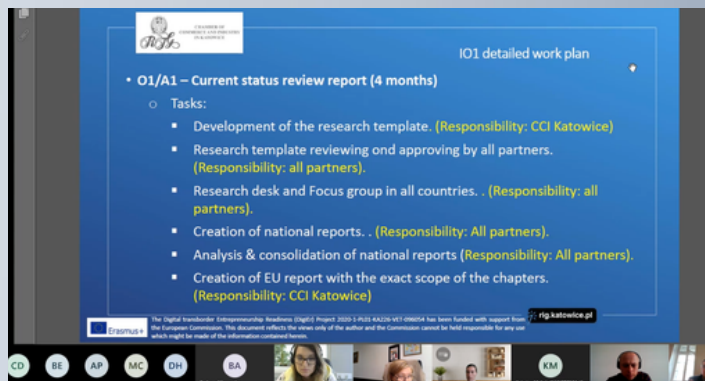 CHAMBER OF
COMMERCE AND INDUSTRY
IN KATOWICE
IO1 detailed work plan
• O1/A1 – Current status review report (4 months)
o Tasks:
▪ Development of the research template. (Responsibility: CCI Katowice)
▪ Research template reviewing ond approving by all partners.
(Responsibility: all partners).
▪ Research desk and Focus group in all countries. . (Responsibility: all
partners).
▪ Creation of national reports. . (Responsibility: All partners).
▪ Analysis & consolidation of national reports (Responsibility: All partners).
▪ Creation of EU report with the exact scope of the chapters.
(Responsibility: CCI Katowice)
Erasmus+
The Digital transborder Entrepreneurship Readiness (DigEr) Project 2020-1-PL01-KA226-VET-096054 has been funded with support from
the European Commission. This document reflects the views only of the author and the Commission cannot be held responsible for any use
which might be made of the information contained herein.
rig.katowice.pl
CD BE AP MC DH BA KM